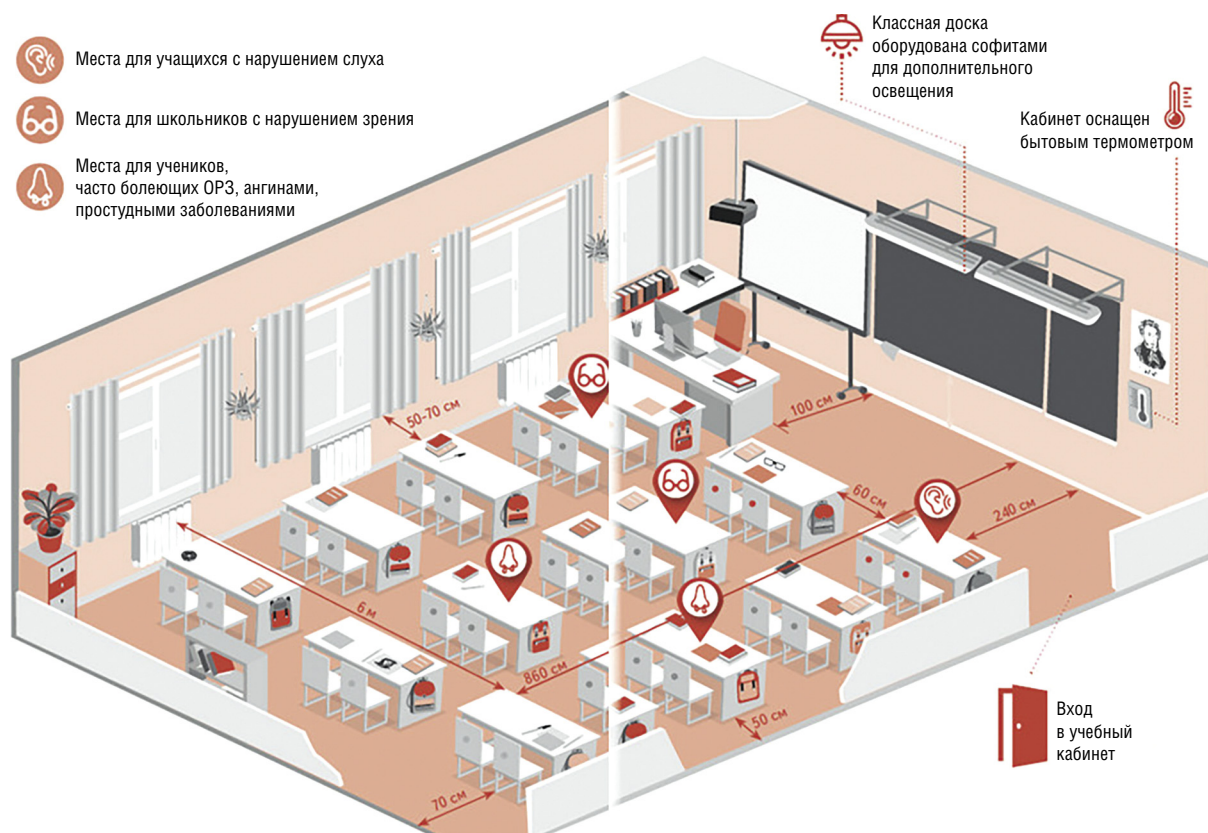 Места для учащихся с нарушением слуха
Места для школьников с нарушением зрения
Места для учеников,
часто болеющих ОРЗ, ангинами,
простудными заболеваниями
Классная доска
оборудована софитами
для дополнительного
освещения
Кабинет оснащен
бытовым термометром
50-70 см
100 см
60 см
240 см
6 м
860 см
50 см
70 см
Вход
в учебный
кабинет